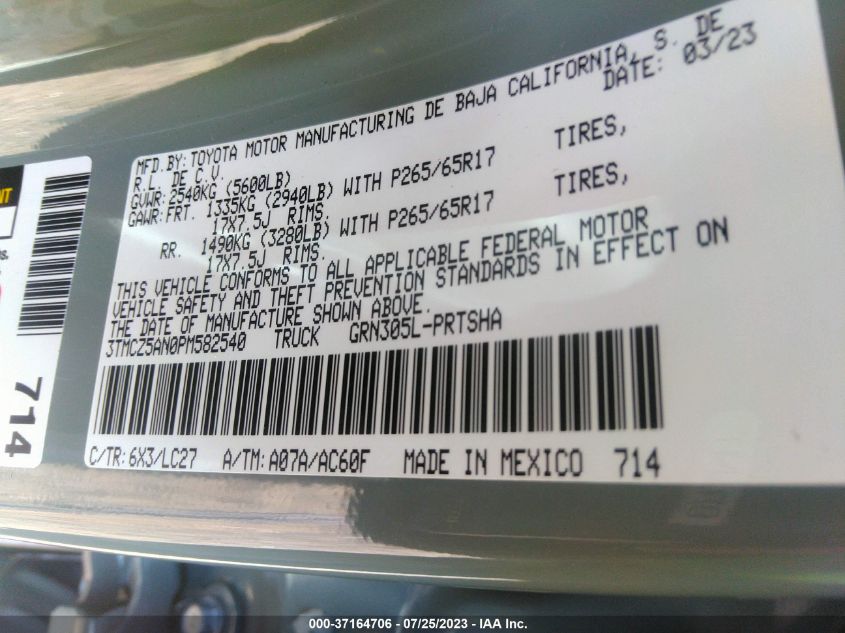 MFD.BY:TOYOTA MOTOR MANUFACTURING DE BAJA CALIFORNIA, S. DE
R.L. DE C.V. DATE: 03/23
GVWR:2540KG (5600LB)
GAWR:FRT. 1335KG (2940LB) WITH P265/65R17 TIRES,
17X7.5J RIMS.
RR. 1490KG (3280LB) WITH P265/65R17 TIRES,
17X7.5J RIMS.
THIS VEHICLE CONFORMS TO ALL APPLICABLE FEDERAL MOTOR
VEHICLE SAFETY AND THEFT PREVENTION STANDARDS IN EFFECT ON
THE DATE OF MANUFACTURE SHOWN ABOVE.
3TMCZ5AN0PM582540 TRUCK GRN305L-PRTSHA
C/TR:6X3/LC27 A/TM:A07A/AC60F MADE IN MEXICO 714
714
000-37164706 - 07/25/2023 - IAA Inc.